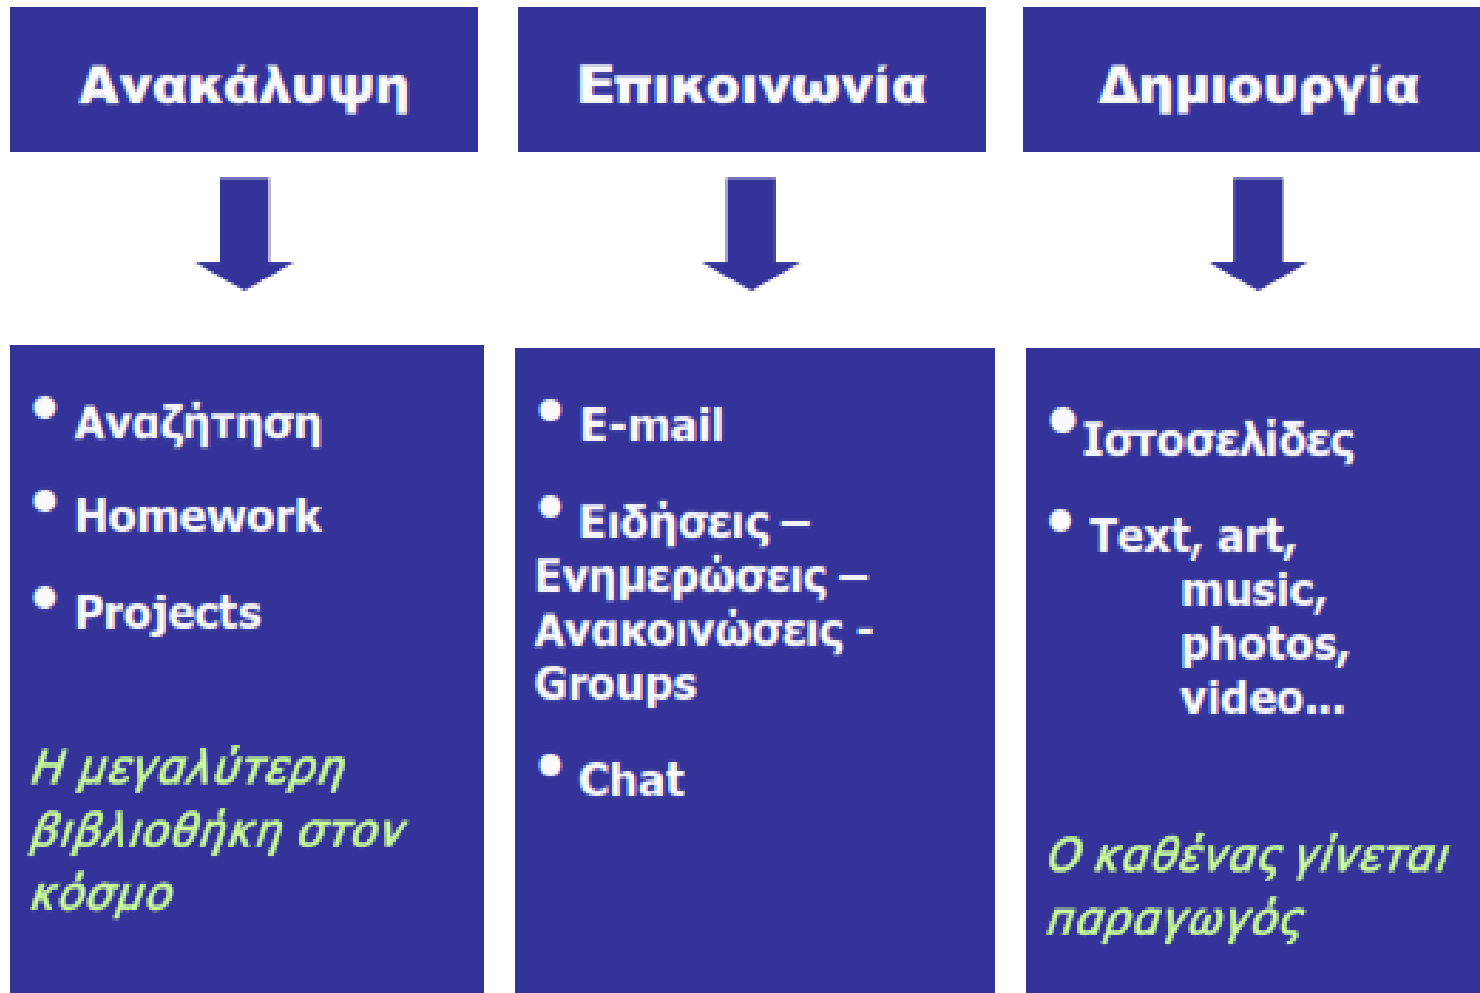 Ανακάλυψη
Επικοινωνία
Δημιουργία
• Αναζήτηση
• Homework
• Projects
Η μεγαλύτερη
βιβλιοθήκη στον
κόσμο
• E-mail
• Ειδήσεις –
Ενημερώσεις –
Ανακοινώσεις -
Groups
• Chat
•Ιστοσελίδες
• Text, art,
music,
photos,
video...
Ο καθένας γίνεται
παραγωγός